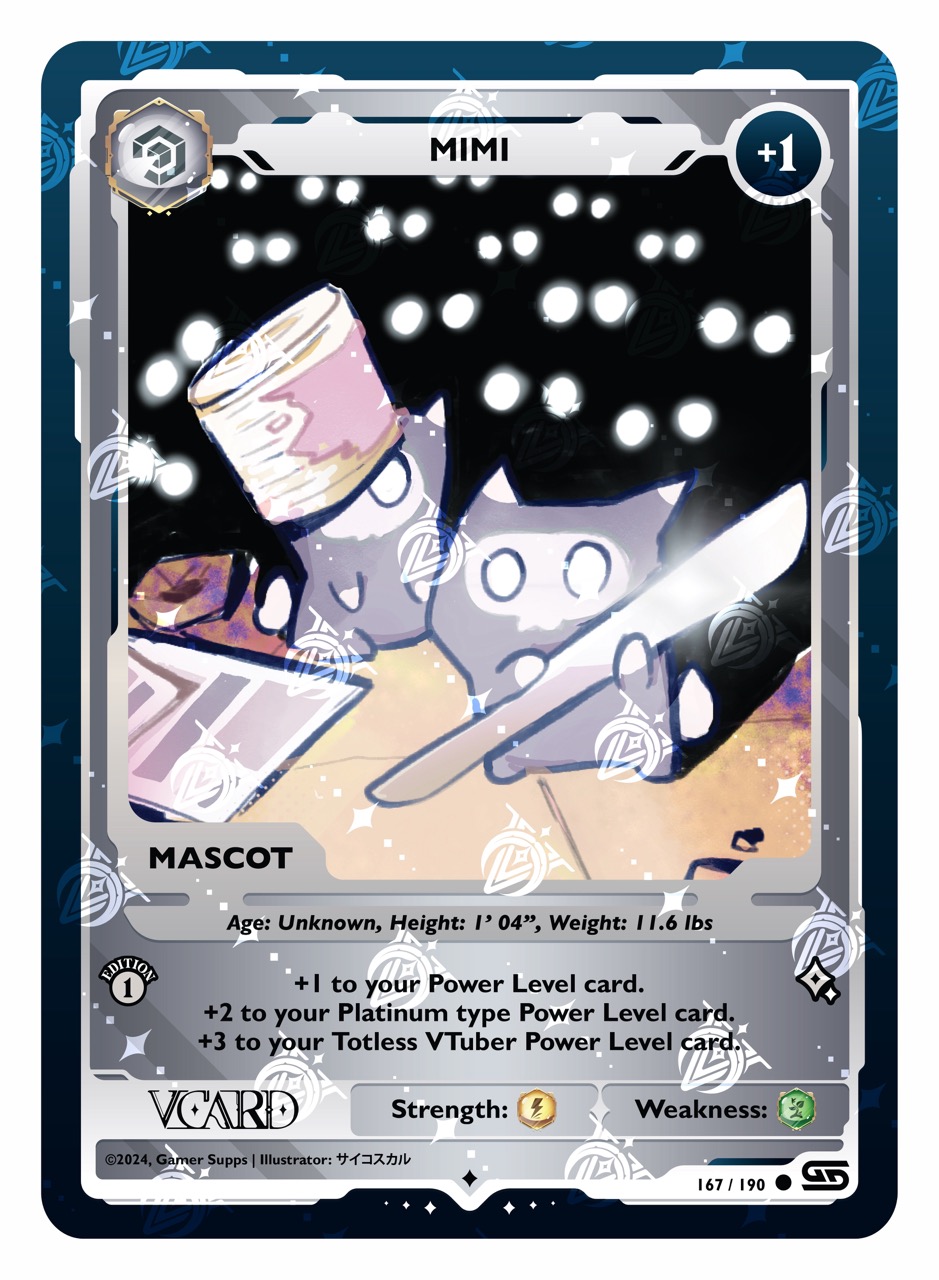 MIMI
+1
MASCOT
Age: Unknown, Height: 1’ 04”, Weight: 11.6 lbs
EDITION
1
+1 to your Power Level card.
+2 to your Platinum type Power Level card.
+3 to your Totless VTuber Power Level card.
VCARD
Strength:
Weakness:
©2024, Gamer Supps | Illustrator: サイコスカル
167 / 190